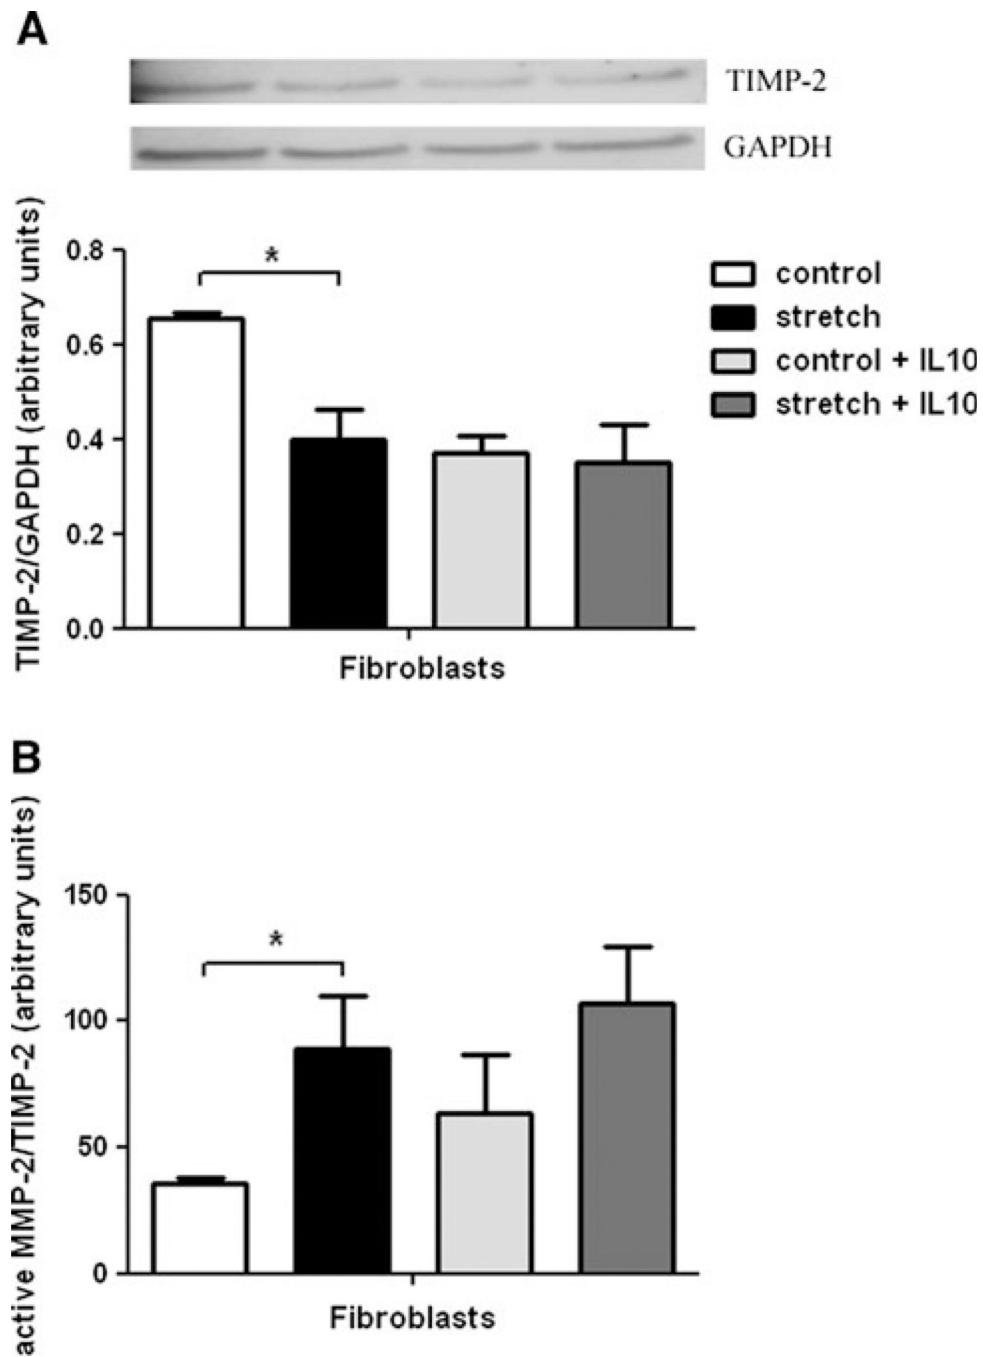 A
TIMP-2
GAPDH
TIMP-2/GAPDH (arbitrary units)
0.8
0.6
0.4
0.2
0.0
*
control
stretch
control + IL10
stretch + IL10
Fibroblasts
B
active MMP-2/TIMP-2 (arbitrary units)
150
100
50
0
*
Fibroblasts